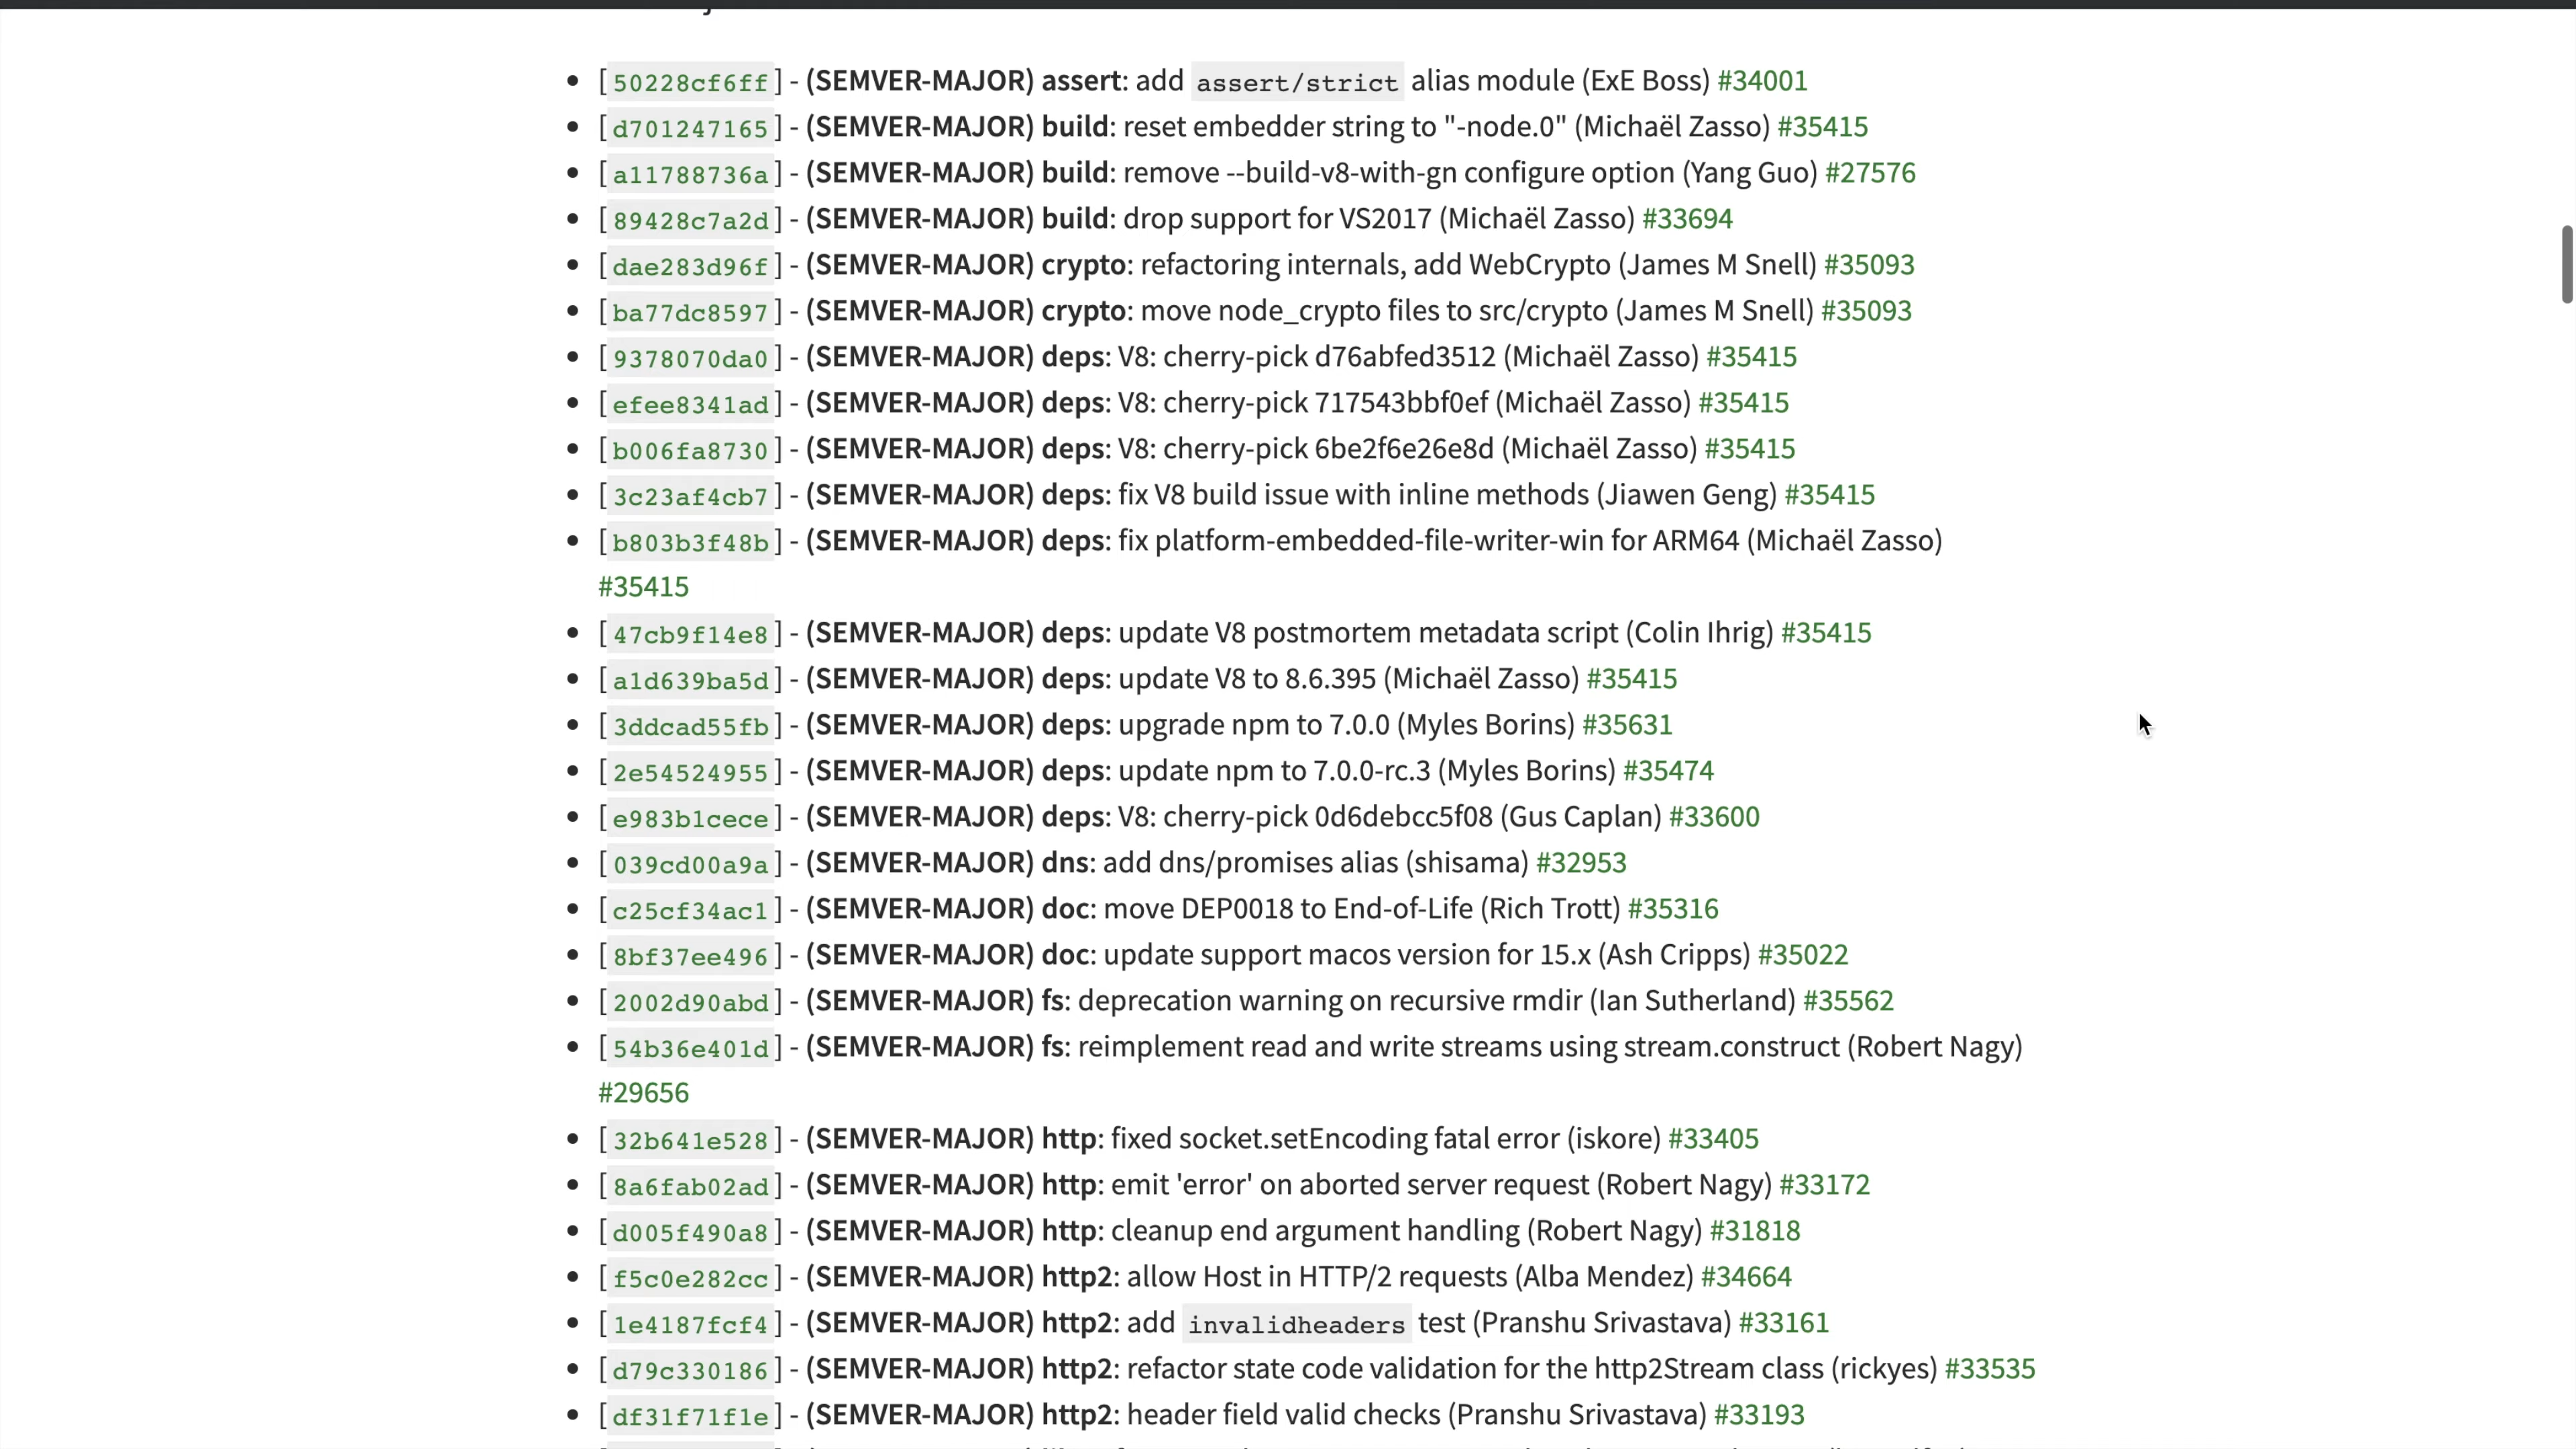 [50228cf6ff] - (SEMVER-MAJOR) assert: add assert/strict alias module (ExE Boss) #34001
[d701247165] - (SEMVER-MAJOR) build: reset embedder string to "-node.0" (Michaël Zasso) #35415
[a11788736a] - (SEMVER-MAJOR) build: remove --build-v8-with-gn configure option (Yang Guo) #27576
[89428c7a2d] - (SEMVER-MAJOR) build: drop support for VS2017 (Michaël Zasso) #33694
[dae283d96f] - (SEMVER-MAJOR) crypto: refactoring internals, add WebCrypto (James M Snell) #35093
[ba77dc8597] - (SEMVER-MAJOR) crypto: move node_crypto files to src/crypto (James M Snell) #35093
[9378070da0] - (SEMVER-MAJOR) deps: V8: cherry-pick d76abfed3512 (Michaël Zasso) #35415
[efee8341ad] - (SEMVER-MAJOR) deps: V8: cherry-pick 717543bbf0ef (Michaël Zasso) #35415
[b006fa8730] - (SEMVER-MAJOR) deps: V8: cherry-pick 6be2f6e26e8d (Michaël Zasso) #35415
[3c23af4cb7] - (SEMVER-MAJOR) deps: fix V8 build issue with inline methods (Jiawen Geng) #35415
[b803b3f48b] - (SEMVER-MAJOR) deps: fix platform-embedded-file-writer-win for ARM64 (Michaël Zasso)
#35415
[47cb9f14e8] - (SEMVER-MAJOR) deps: update V8 postmortem metadata script (Colin Ihrig) #35415
[a1d639ba5d] - (SEMVER-MAJOR) deps: update V8 to 8.6.395 (Michaël Zasso) #35415
[3ddcad55fb] - (SEMVER-MAJOR) deps: upgrade npm to 7.0.0 (Myles Borins) #35631
[2e54524955] - (SEMVER-MAJOR) deps: update npm to 7.0.0-rc.3 (Myles Borins) #35474
[e983b1cece] - (SEMVER-MAJOR) deps: V8: cherry-pick 0d6debcc5f08 (Gus Caplan) #33600
[039cd00a9a] - (SEMVER-MAJOR) dns: add dns/promises alias (shisama) #32953
[c25cf34ac1] - (SEMVER-MAJOR) doc: move DEP0018 to End-of-Life (Rich Trott) #35316
[8bf37ee496] - (SEMVER-MAJOR) doc: update support macos version for 15.x (Ash Cripps) #35022
[2002d90abd] - (SEMVER-MAJOR) fs: deprecation warning on recursive rmdir (Ian Sutherland) #35562
[54b36e401d] - (SEMVER-MAJOR) fs: reimplement read and write streams using stream.construct (Robert Nagy)
#29656
[32b641e528] - (SEMVER-MAJOR) http: fixed socket.setEncoding fatal error (iskore) #33405
[8a6fab02ad] - (SEMVER-MAJOR) http: emit 'error' on aborted server request (Robert Nagy) #33172
[d005f490a8] - (SEMVER-MAJOR) http: cleanup end argument handling (Robert Nagy) #31818
[f5c0e282cc] - (SEMVER-MAJOR) http2: allow Host in HTTP/2 requests (Alba Mendez) #34664
[1e4187fcf4] - (SEMVER-MAJOR) http2: add invalidheaders test (Pranshu Srivastava) #33161
[d79c330186] - (SEMVER-MAJOR) http2: refactor state code validation for the http2Stream class (rickyes) #33535
[df31f71f1e] - (SEMVER-MAJOR) http2: header field valid checks (Pranshu Srivastava) #33193